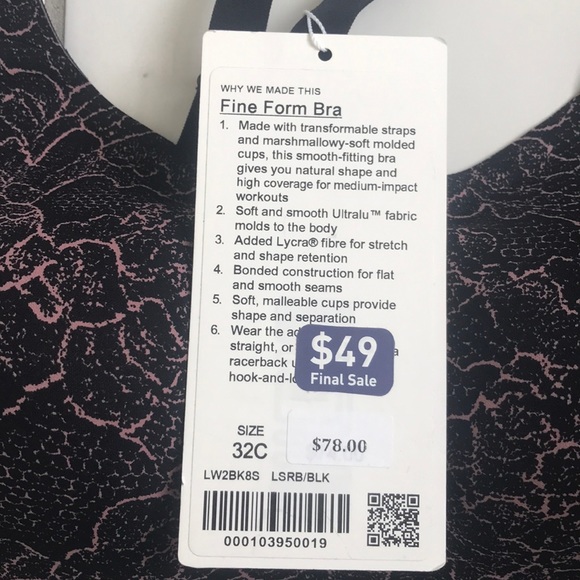 WHY WE MADE THIS
Fine Form Bra
1. Made with transformable straps
and marshmallowy-soft molded
cups, this smooth-fitting bra
gives you natural shape and
high coverage for medium-impact
workouts
2. Soft and smooth Ultralu™ fabric
molds to the body
3. Added Lycra® fibre for stretch
and shape retention
4. Bonded construction for flat
and smooth seams
5. Soft, malleable cups provide
shape and separation
6. Wear the
straight, or a
racerback
hook-and-
$49
Final Sale
SIZE
32C
$78.00
LW2BK8S LSRB/BLK
000103950019